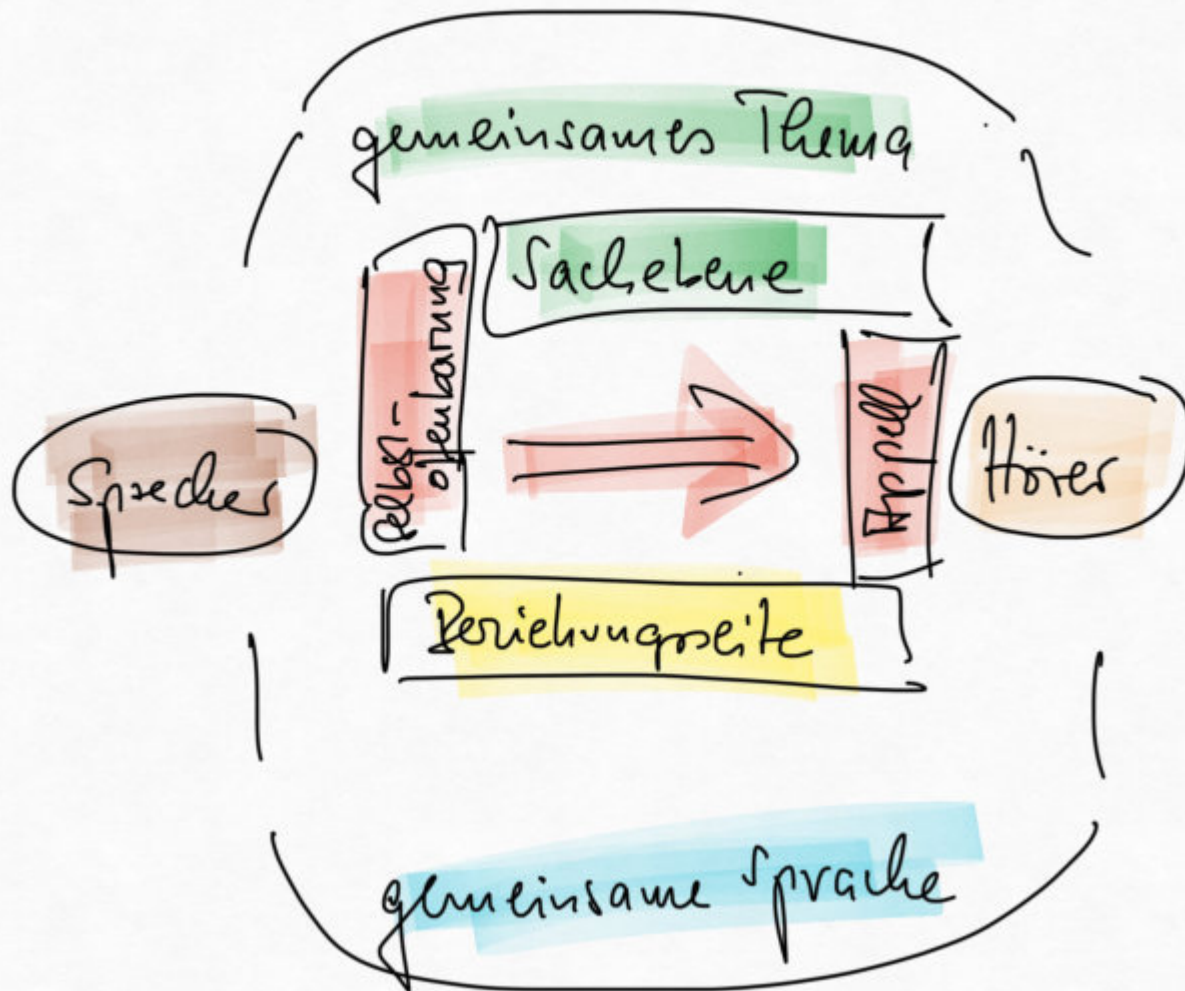 gemeinsames Thema
Sachebene
Selbst-
offenbarung
Sprecher
Appell
Hörer
Beziehungsseite
gemeinsame Sprache